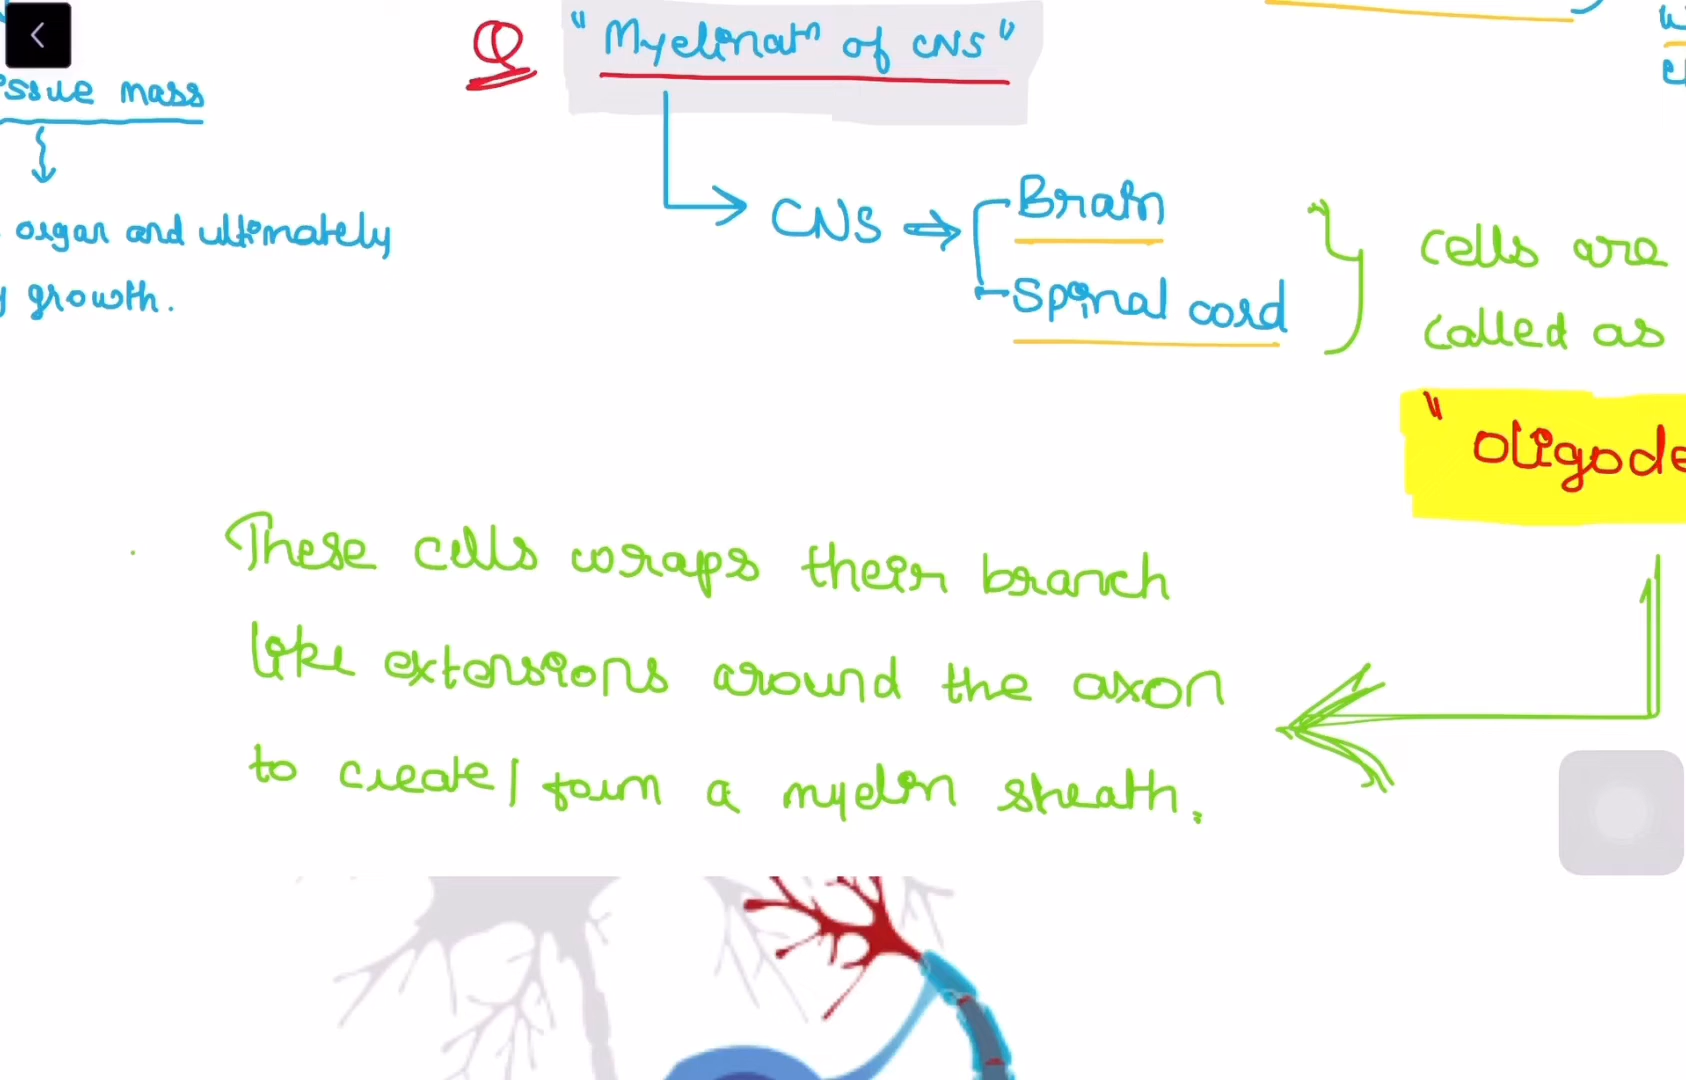 Q "Myelinatn of CNS"
ssue mass
organ and ultimately
growth.
CNS ⇒ Brain
Spinal cord
cells are
called as
"oligode
These cells wraps their branch
like extensions around the axon
to create/form a myelin sheath.